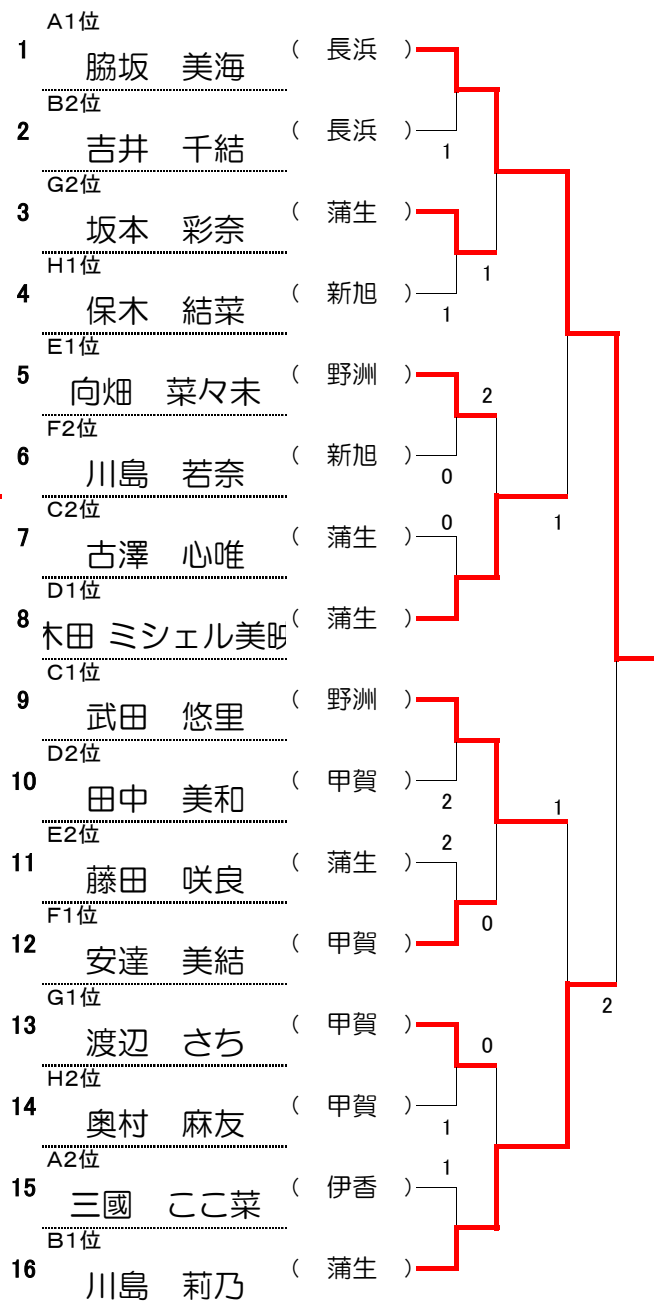 A1位
1 脇坂 美海 ( 長浜 )
B2位
2 吉井 千結 ( 長浜 )
1
G2位
3 坂本 彩奈 ( 蒲生 )
1
H1位
4 保木 結菜 ( 新旭 )
1
E1位
5 向畑 菜々未 ( 野洲 )
2
F2位
6 川島 若奈 ( 新旭 )
0
C2位
7 古澤 心唯 ( 蒲生 )
0
1
D1位
8 木田 ミシェル美映 ( 蒲生 )
C1位
9 武田 悠里 ( 野洲 )
D2位
10 田中 美和 ( 甲賀 )
2
1
E2位
11 藤田 咲良 ( 蒲生 )
2
0
F1位
12 安達 美結 ( 甲賀 )
G1位
13 渡辺 さち ( 甲賀 )
2
0
H2位
14 奥村 麻友 ( 甲賀 )
1
A2位
15 三國 ここ菜 ( 伊香 )
1
B1位
16 川島 莉乃 ( 蒲生 )